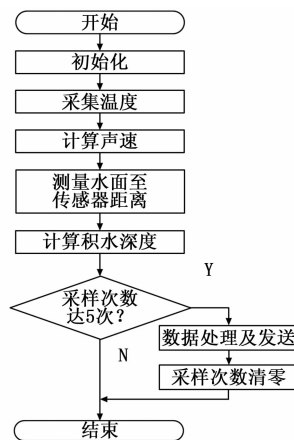 开始
初始化
采集温度
计算声速
测量水面至
传感器距离
计算积水深度
采样次数
达5次?
Y
N
数据处理及发送
采样次数清零
结束